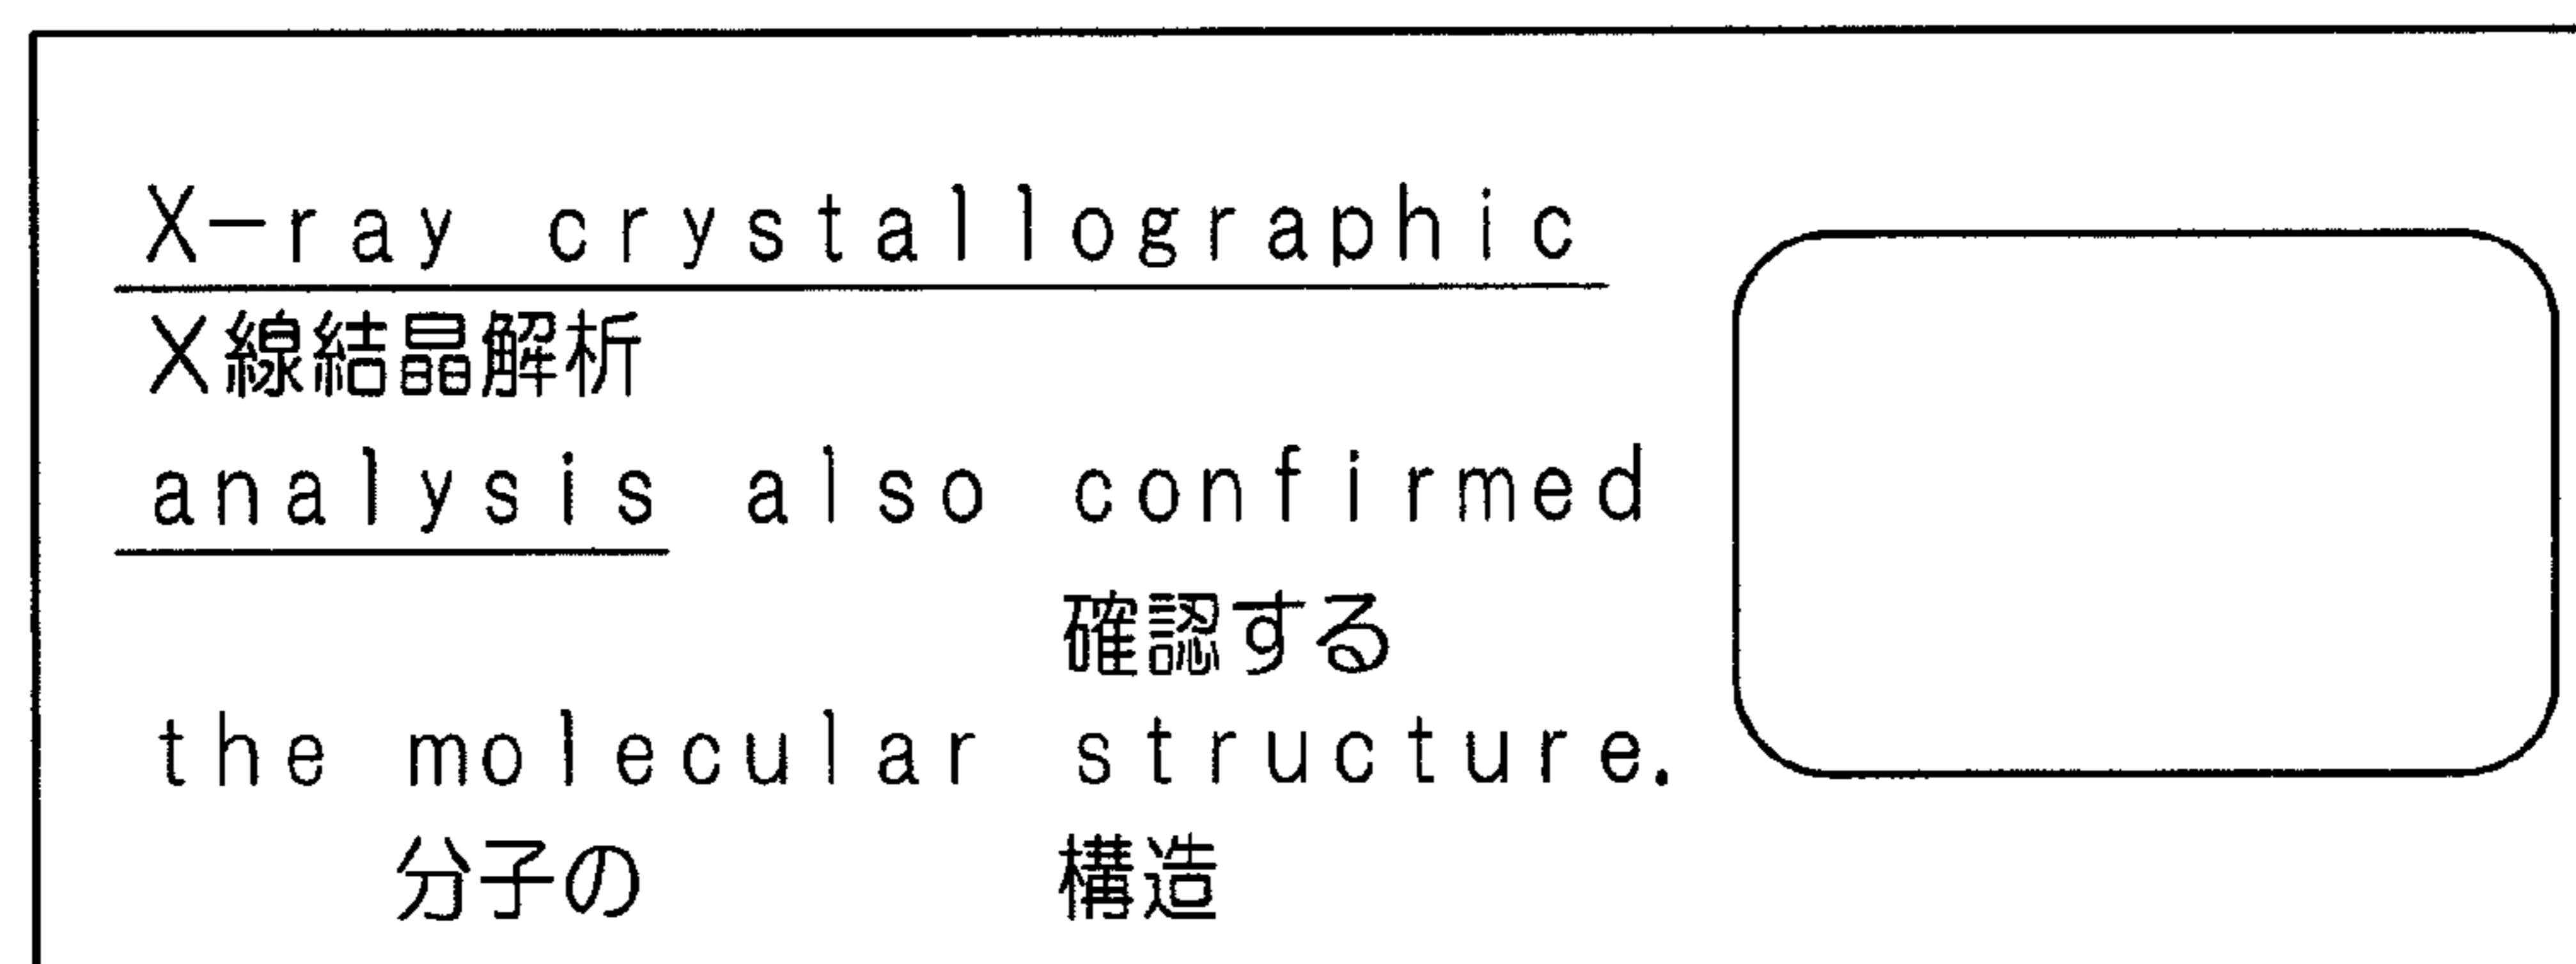 X-ray crystallographic
X線結晶解析
analysis also confirmed
確認する
the molecular structure.
分子の 構造